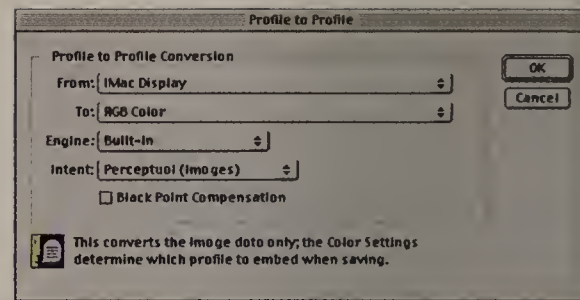 Profile to Profile
Profile to Profile Conversion
From: iMac Display
To: RGB Color
Engine: Built-in
Intent: Perceptual (Images)
Black Point Compensation
OK
Cancel
This converts the image data only; the Color Settings
determine which profile to embed when saving.